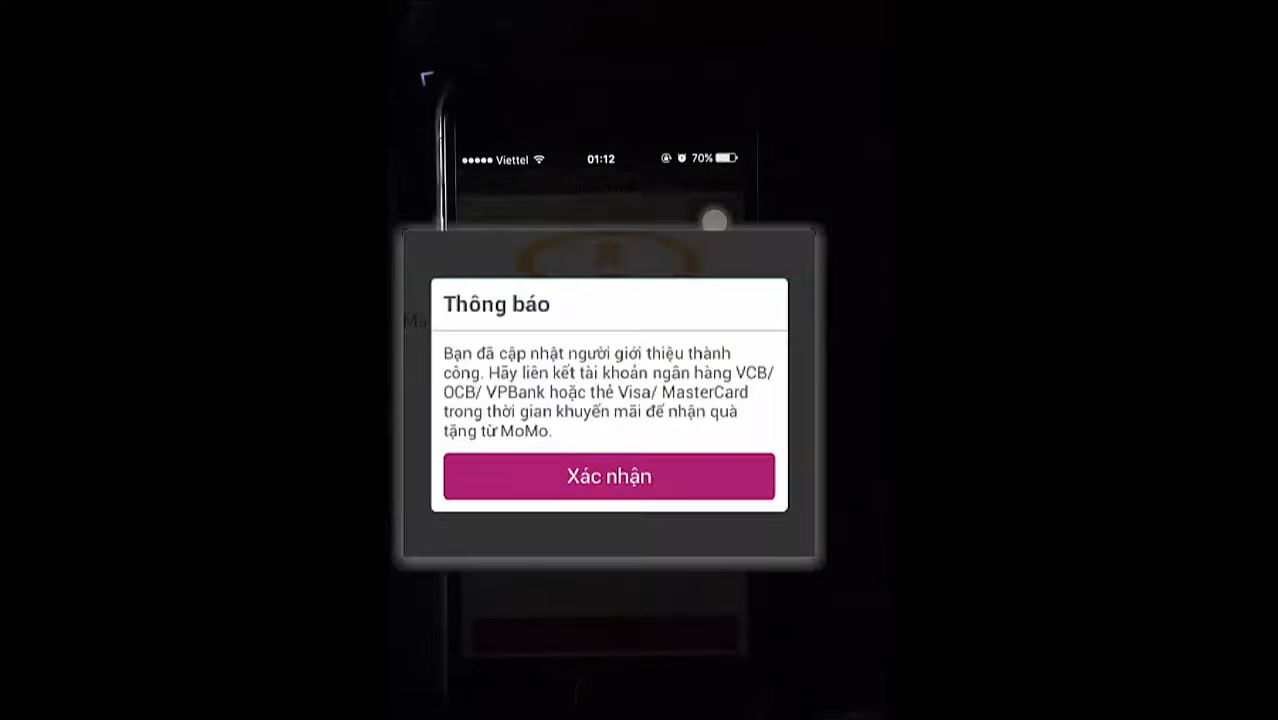 Viettel 01:12 70%
Thông báo
Bạn đã cập nhật người giới thiệu thành
công. Hãy liên kết tài khoản ngân hàng VCB/
OCB/ VPBank hoặc thẻ Visa/ MasterCard
trong thời gian khuyến mãi để nhận quà
tặng từ MoMo.
Xác nhận